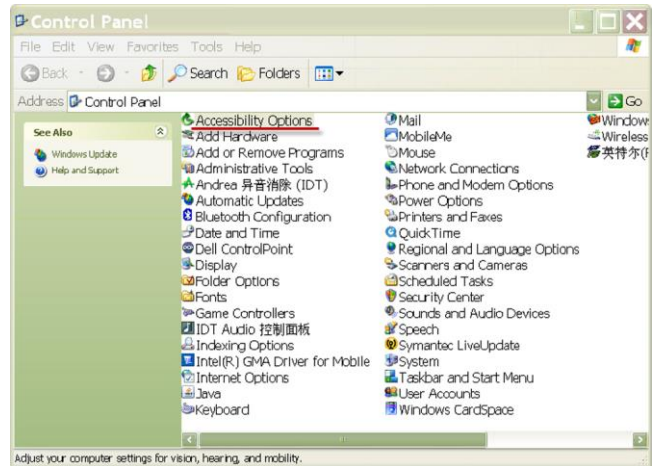 Control Panel
File Edit View Favorites Tools Help
Back Search Folders
Address Control Panel Go
See Also
Windows Update
Help and Support
Accessibility Options
Add Hardware
Add or Remove Programs
Administrative Tools
Andrea 异音消除 (IDT)
Automatic Updates
Bluetooth Configuration
Date and Time
Dell ControlPoint
Display
Folder Options
Fonts
Game Controllers
IDT Audio 控制面板
Indexing Options
Intel(R) GMA Driver for Mobile
Internet Options
Java
Keyboard
Mail
MobileMe
Mouse
Network Connections
Phone and Modem Options
Power Options
Printers and Faxes
QuickTime
Regional and Language Options
Scanners and Cameras
Scheduled Tasks
Security Center
Sounds and Audio Devices
Speech
Symantec LiveUpdate
System
Taskbar and Start Menu
User Accounts
Windows CardSpace
Window
Wireless
英特尔(
Adjust your computer settings for vision, hearing, and mobility.